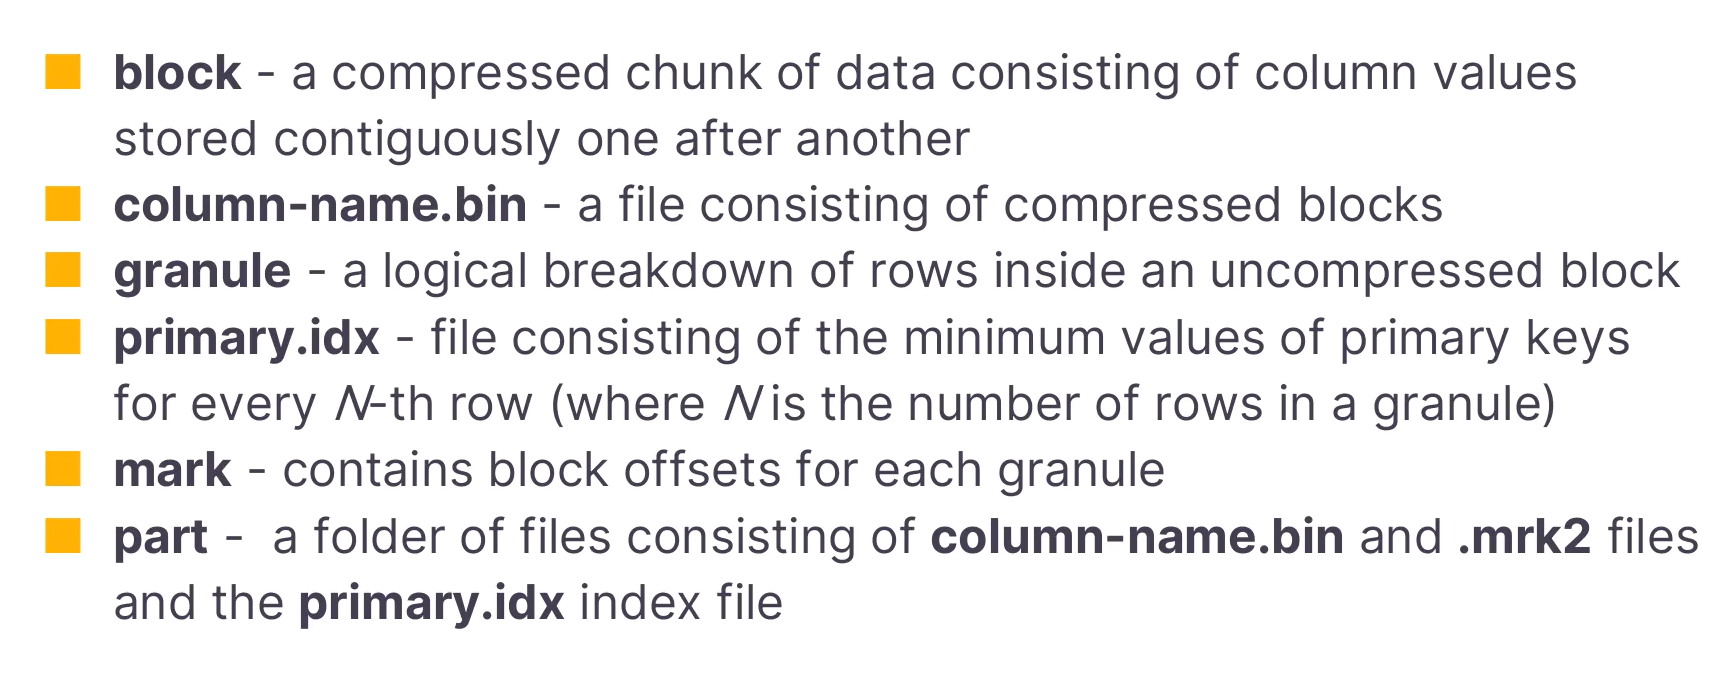 block - a compressed chunk of data consisting of column values
stored contiguously one after another
column-name.bin - a file consisting of compressed blocks
granule - a logical breakdown of rows inside an uncompressed block
primary.idx - file consisting of the minimum values of primary keys
for every N-th row (where N is the number of rows in a granule)
mark - contains block offsets for each granule
part - a folder of files consisting of column-name.bin and .mrk2 files
and the primary.idx index file